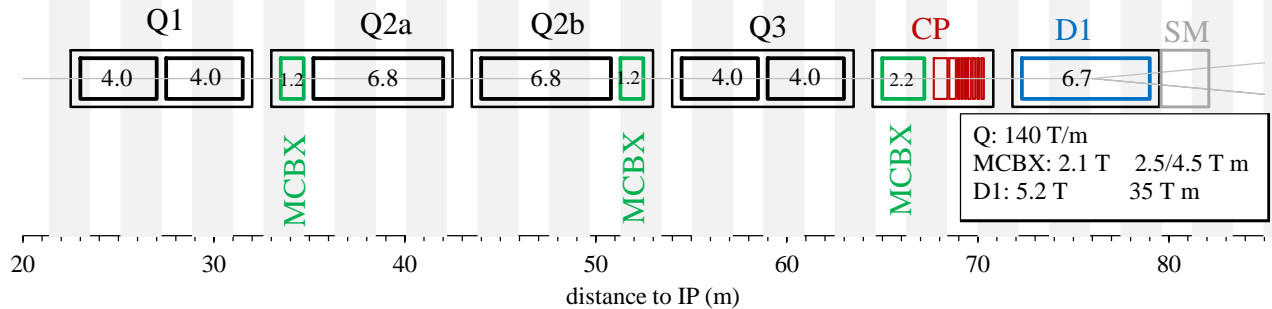 Q1 Q2a Q2b Q3 CP D1 SM
4.0 4.0 1.2 6.8 6.8 1.2 4.0 4.0 2.2 6.7
MCBX MCBX MCBX
Q: 140 T/m
MCBX: 2.1 T 2.5/4.5 T m
D1: 5.2 T 35 T m
20 30 40 50 60 70 80
distance to IP (m)